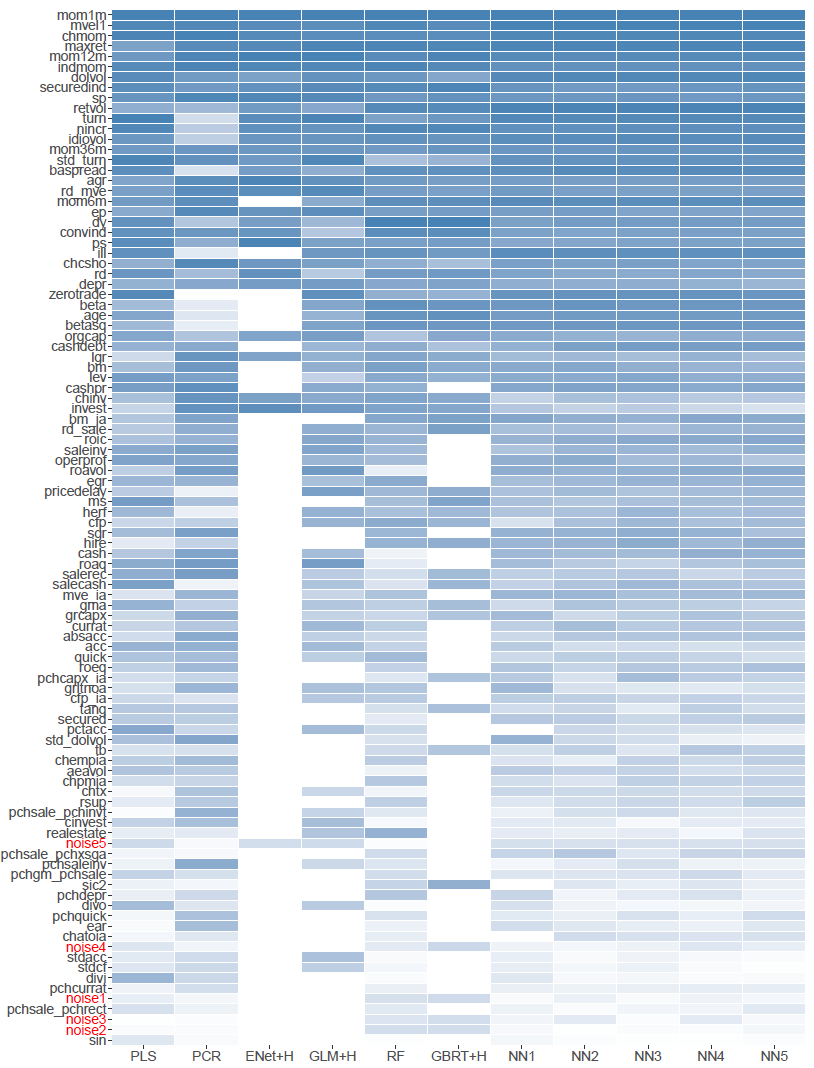 mom1m
mvel1
chmom
maxret
mom12m
indmom
dolvol
securedind
sp
retvol
turn
nincr
idiovol
mom36m
std_turn
baspread
agr
rd_mve
mom6m
ep
dy
convind
ps
ill
chcsho
rd
depr
zerotrade
beta
age
betasq
orgcap
cashdebt
lgr
bm
lev
cashpr
chinv
invest
bm_ia
rd_sale
roic
saleinv
operprof
roavol
egr
pricedelay
ms
herf
cfp
sgr
hire
cash
roaq
salerec
salecash
mve_ia
gma
grcapx
currat
absacc
acc
quick
roeq
pchcapx_ia
grltnoa
cfp_ia
tang
secured
pctacc
std_dolvol
tb
chempia
aeavol
chpmia
chtx
rsup
pchsale_pchinvt
cinvest
realestate
noise5
pchsale_pchxsga
pchsaleinv
pchgm_pchsale
sic2
pchdepr
divo
pchquick
ear
chatoia
noise4
stdacc
stdcf
divi
pchcurrat
noise1
pchsale_pchrect
noise3
noise2
sin
PLS PCR ENet+H GLM+H RF GBRT+H NN1 NN2 NN3 NN4 NN5